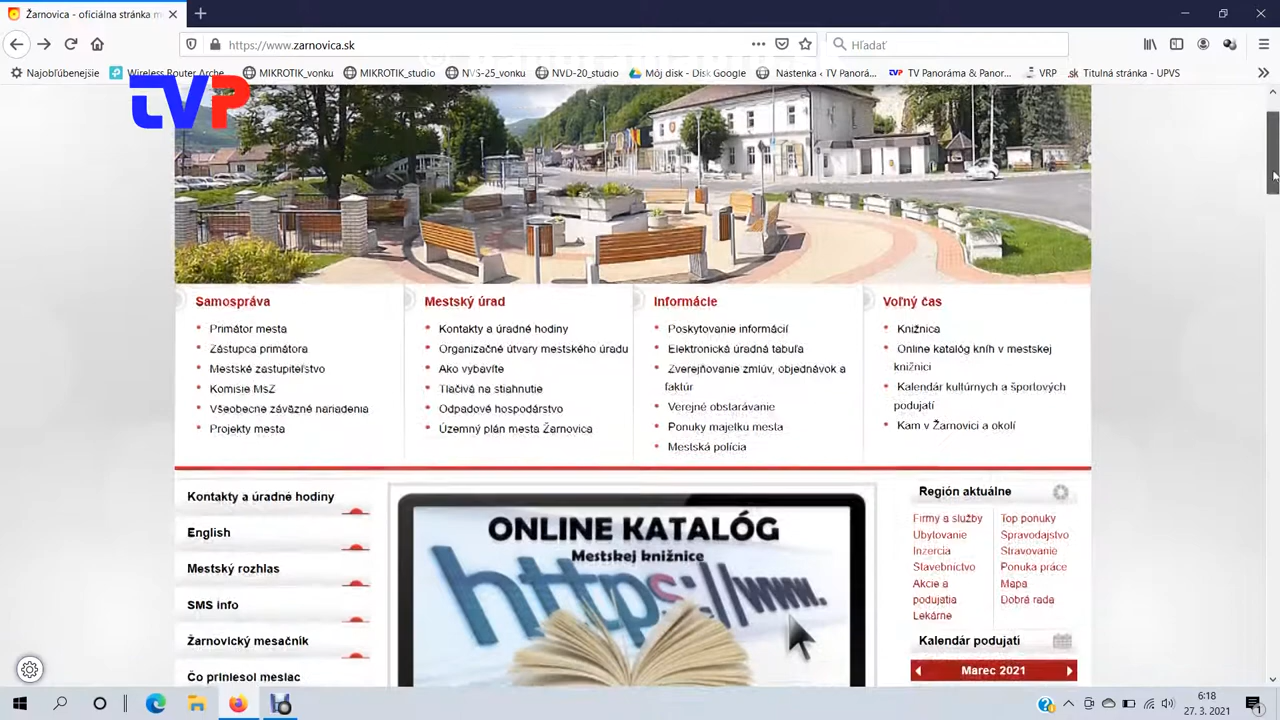 Žarnovica - oficiálna stránka m
https://www.zarnovica.sk
Hľadať
Najobľúbenejšie
Wireless Router Arche
MIKROTIK_vonku
MIKROTIK_studio
NVS-25_vonku
NVD-20_studio
Môj disk - Disk Google
Nástenka
TV Panorá...
TV Panoráma & Panor...
VRP
Titulná stránka - UPVS
tVP
Samospráva
Primátor mesta
Zástupca primátora
Mestské zastupiteľstvo
Komisie MsZ
Všeobecne záväzné nariadenia
Projekty mesta
Mestský úrad
Kontakty a úradné hodiny
Organizačné útvary mestského úradu
Ako vybavíte
Tlačivá na stiahnutie
Odpadové hospodárstvo
Územný plán mesta Žarnovica
Informácie
Poskytovanie informácií
Elektronická úradná tabuľa
Zverejňovanie zmlúv, objednávok a
faktúr
Verejné obstarávanie
Ponuky majetku mesta
Mestská polícia
Voľný čas
Knižnica
Online katalóg kníh v mestskej
knižnici
Kalendár kultúrnych a športových
podujatí
Kam v Žarnovici a okolí
Kontakty a úradné hodiny
English
Mestský rozhlas
SMS info
Žarnovický mesačník
Čo priniesol mesiac
ONLINE KATALÓG
Mestskej knižnice
https://www.
Región aktuálne
Firmy a služby
Ubytovanie
Inzercia
Stavebníctvo
Akcie a
podujatia
Lekárne
Top ponuky
Spravodajstvo
Stravovanie
Ponuka práce
Mapa
Dobrá rada
Kalendár podujatí
Marec 2021
6:18
27. 3. 2021
1